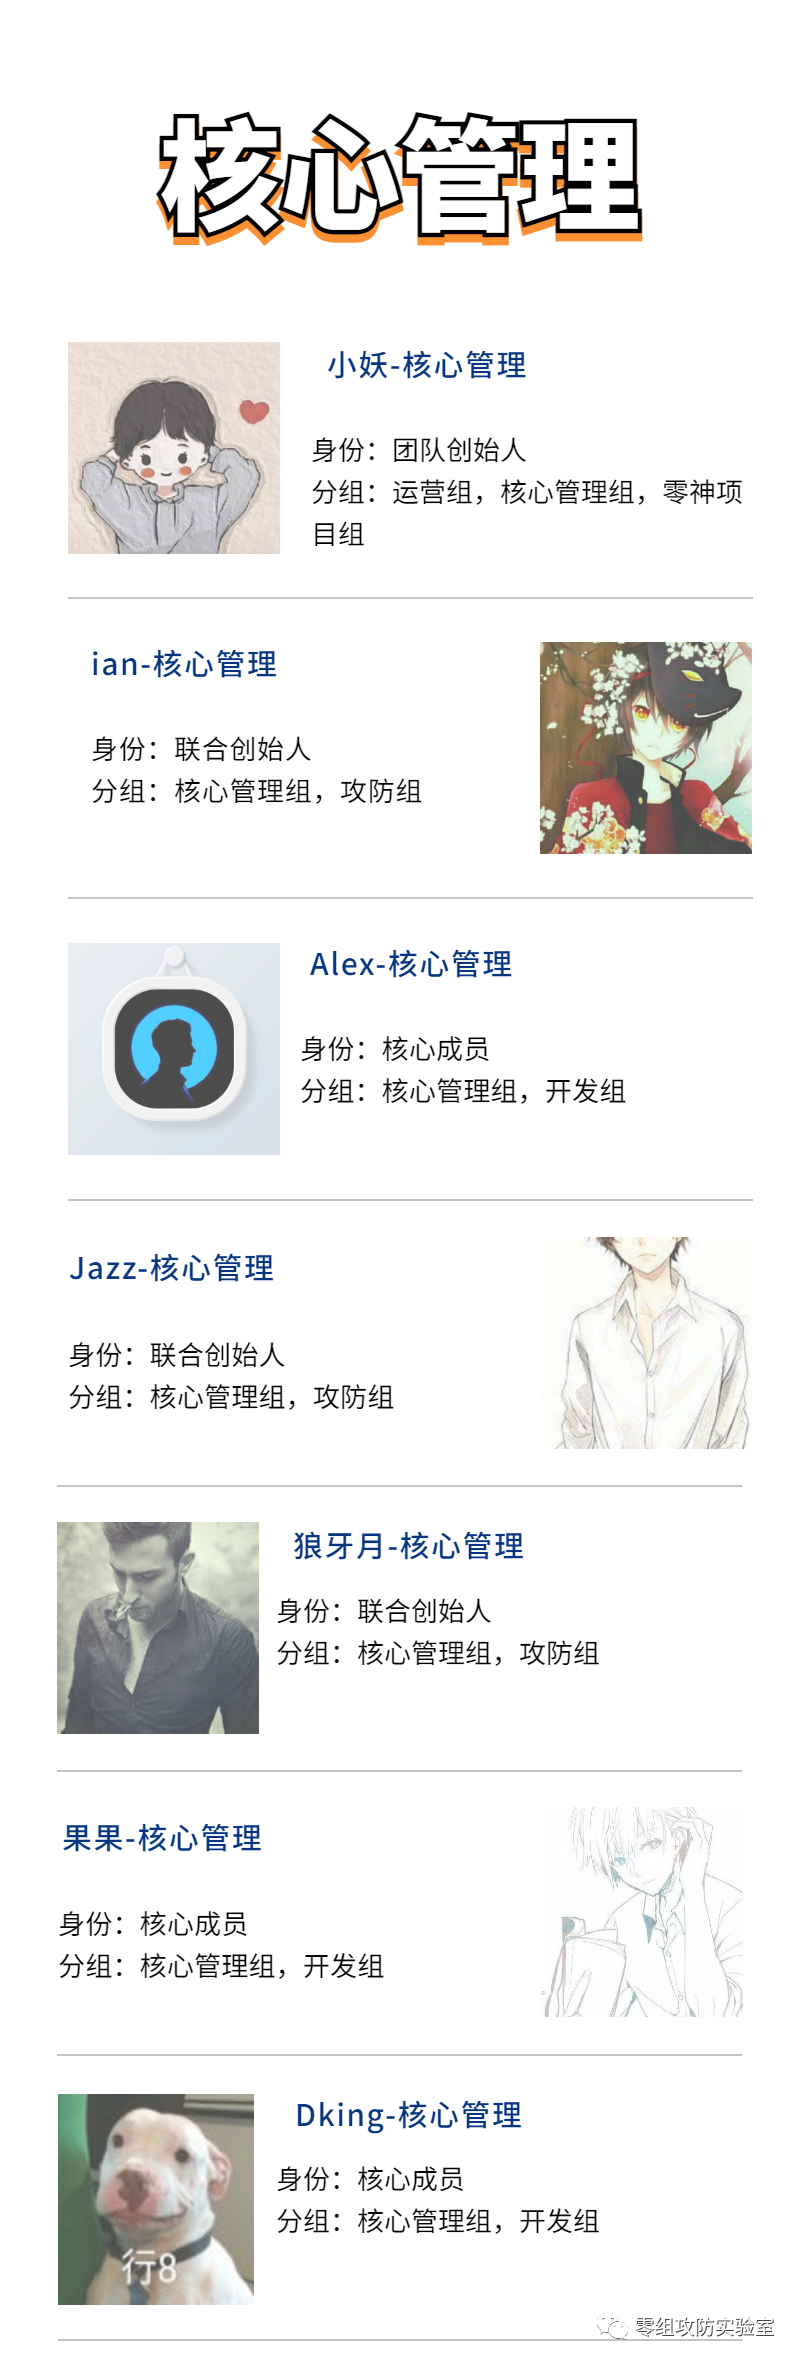 核心管理
小妖-核心管理
身份：团队创始人
分组：运营组，核心管理组，零神项
目组
ian-核心管理
身份：联合创始人
分组：核心管理组，攻防组
Alex-核心管理
身份：核心成员
分组：核心管理组，开发组
Jazz-核心管理
身份：联合创始人
分组：核心管理组，攻防组
狼牙月-核心管理
身份：联合创始人
分组：核心管理组，攻防组
果果-核心管理
身份：核心成员
分组：核心管理组，开发组
Dking-核心管理
身份：核心成员
分组：核心管理组，开发组
行8
零组攻防实验室